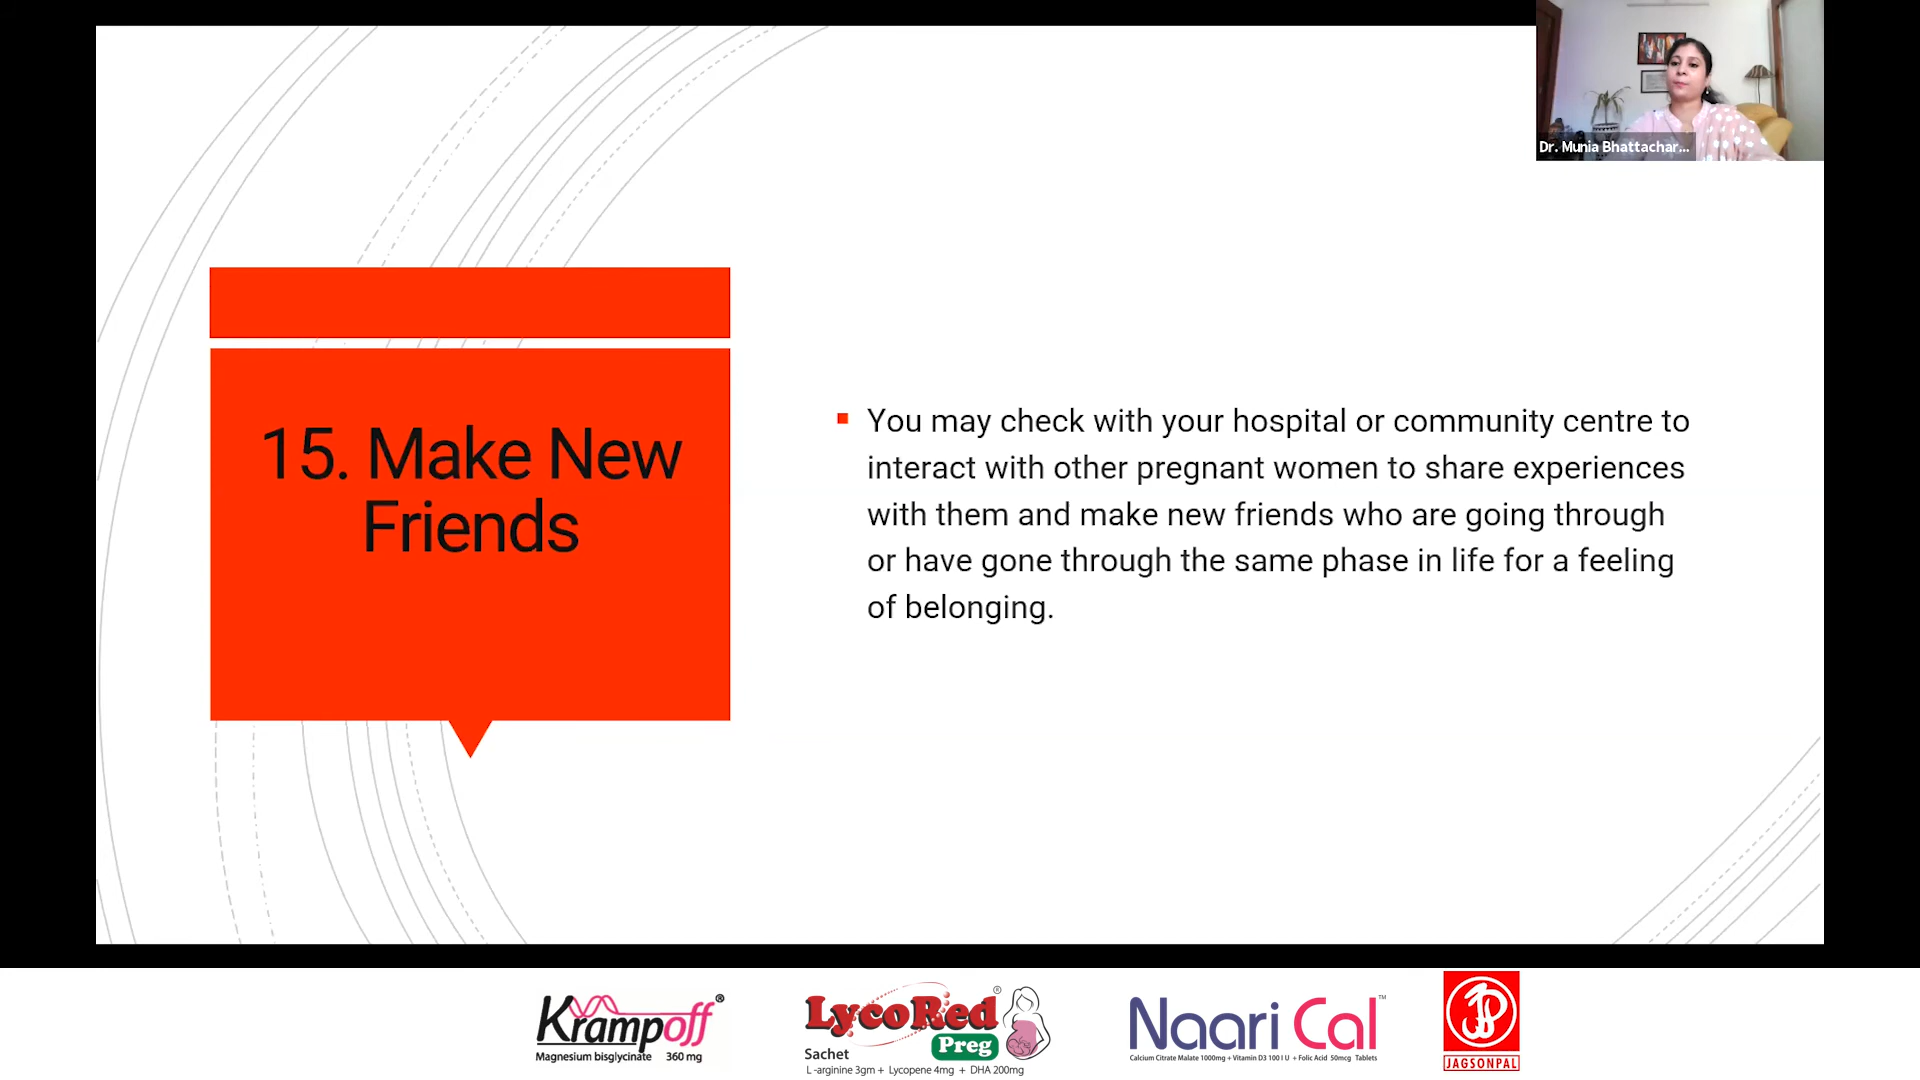 Dr. Munia Bhattachar...
15. Make New
Friends
You may check with your hospital or community centre to
interact with other pregnant women to share experiences
with them and make new friends who are going through
or have gone through the same phase in life for a feeling
of belonging.
Krampoff®
Magnesium bisglycinate 360 mg
LycoRed®
Preg
Sachet
L-arginine 3gm + Lycopene 4mg + DHA 200mg
Naari Cal™
Calcium Citrate Malate 1000mg + Vitamin D3 100 I U + Folic Acid 50mcg Tablets
JAGSONPAL